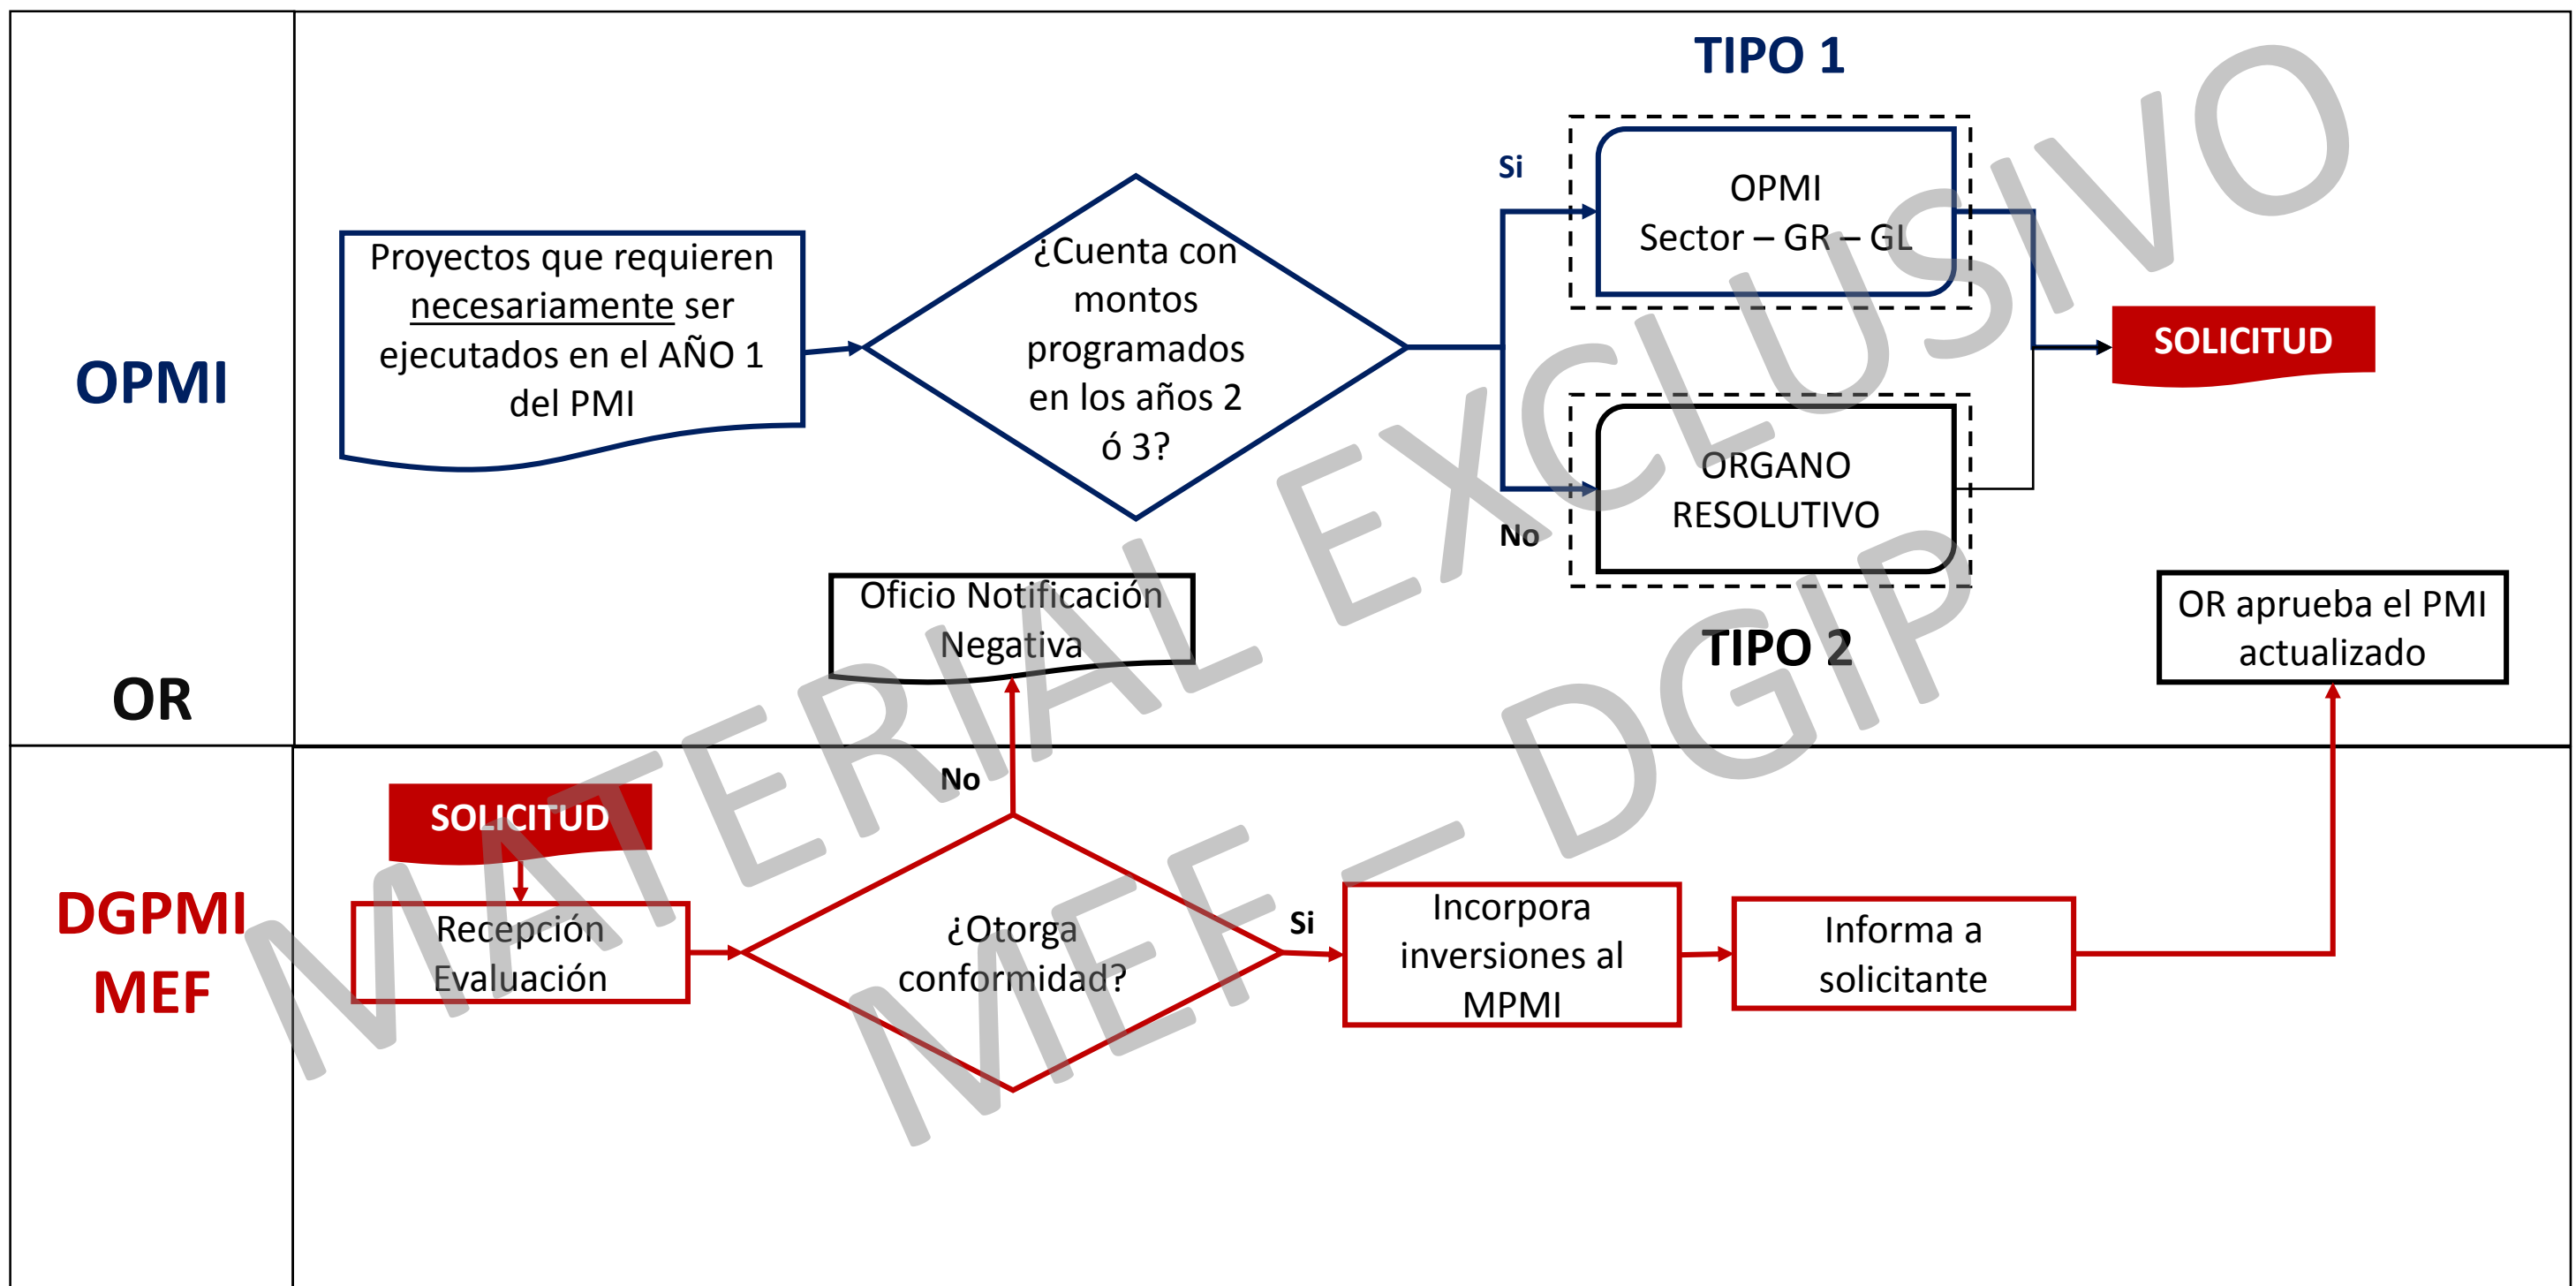 TIPO 1
OPMI
Proyectos que requieren
necesariamente ser
ejecutados en el AÑO 1
del PMI
¿Cuenta con
montos
programados
en los años 2
ó 3?
Si
OPMI
Sector – GR – GL
SOLICITUD
No
ORGANO
RESOLUTIVO
TIPO 2
OR
Oficio Notificación
Negativa
OR aprueba el PMI
actualizado
DGPMI
MEF
SOLICITUD
Recepción
Evaluación
No
¿Otorga
conformidad?
Si
Incorpora
inversiones al
MPMI
Informa a
solicitante
MATERIAL EXCLUSIVO
MEF – DGIP